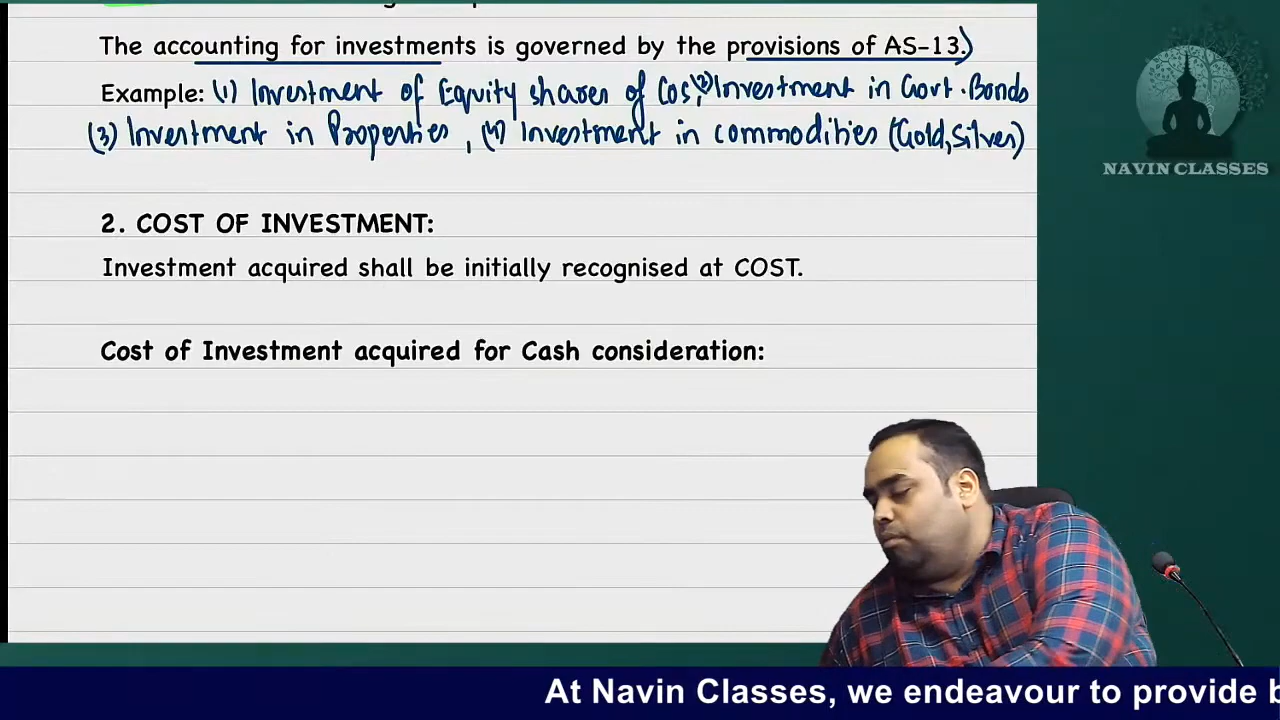 The accounting for investments is governed by the provisions of AS-13.)
Example: (1) Investment of Equity shares of Cos, (2) Investment in Govt. Bonds
(3) Investment in Properties, (4) Investment in commodities (Gold, Silver)
2. COST OF INVESTMENT:
Investment acquired shall be initially recognised at COST.
Cost of Investment acquired for Cash consideration:
NAVIN CLASSES
At Navin Classes, we endeavour to provide b